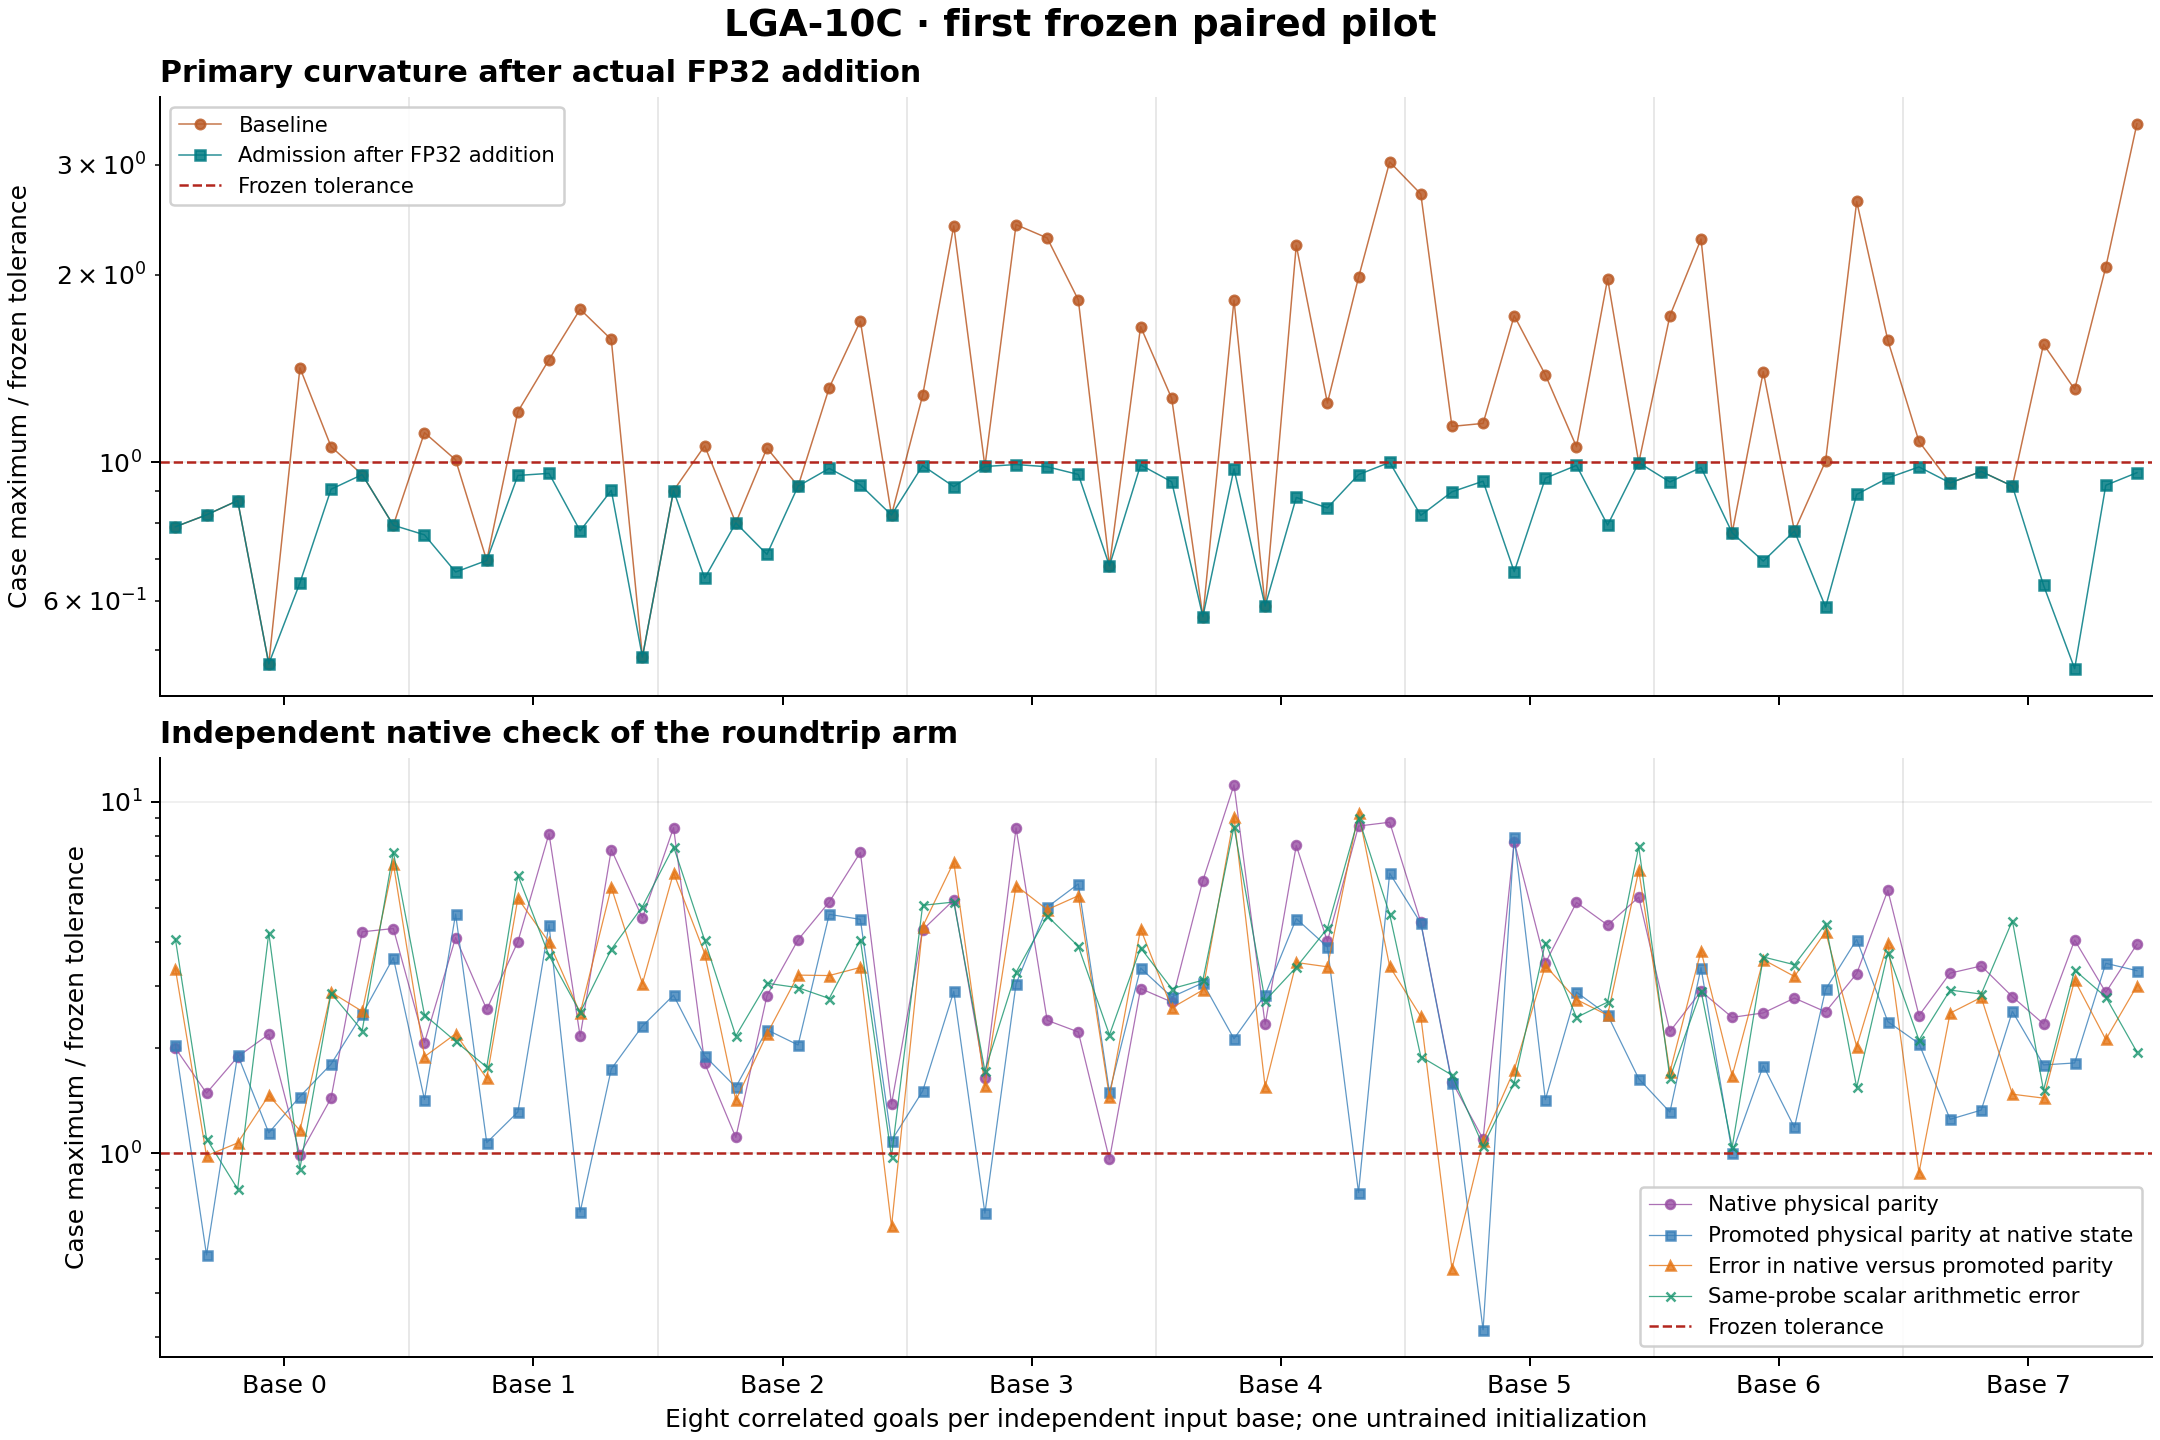 LGA-10C · first frozen paired pilot
Primary curvature after actual FP32 addition
Baseline
Admission after FP32 addition
Frozen tolerance
3 × 10⁰
2 × 10⁰
10⁰
6 × 10⁻¹
Case maximum / frozen tolerance
Independent native check of the roundtrip arm
10¹
10⁰
Case maximum / frozen tolerance
Native physical parity
Promoted physical parity at native state
Error in native versus promoted parity
Same-probe scalar arithmetic error
Frozen tolerance
Base 0 Base 1 Base 2 Base 3 Base 4 Base 5 Base 6 Base 7
Eight correlated goals per independent input base; one untrained initialization